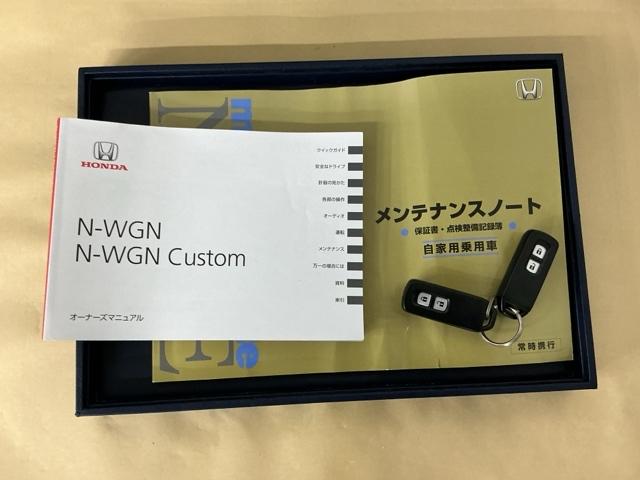 HONDA
N-WGN
N-WGN Custom
オーナーズマニュアル
クイックガイド
安全なドライブ
計器の見かた
各部の操作
オーディオ
運転
メンテナンス
万一の場合には
資料
索引
メンテナンスノート
保証書・点検整備記録簿
自家用乗用車
常時携行